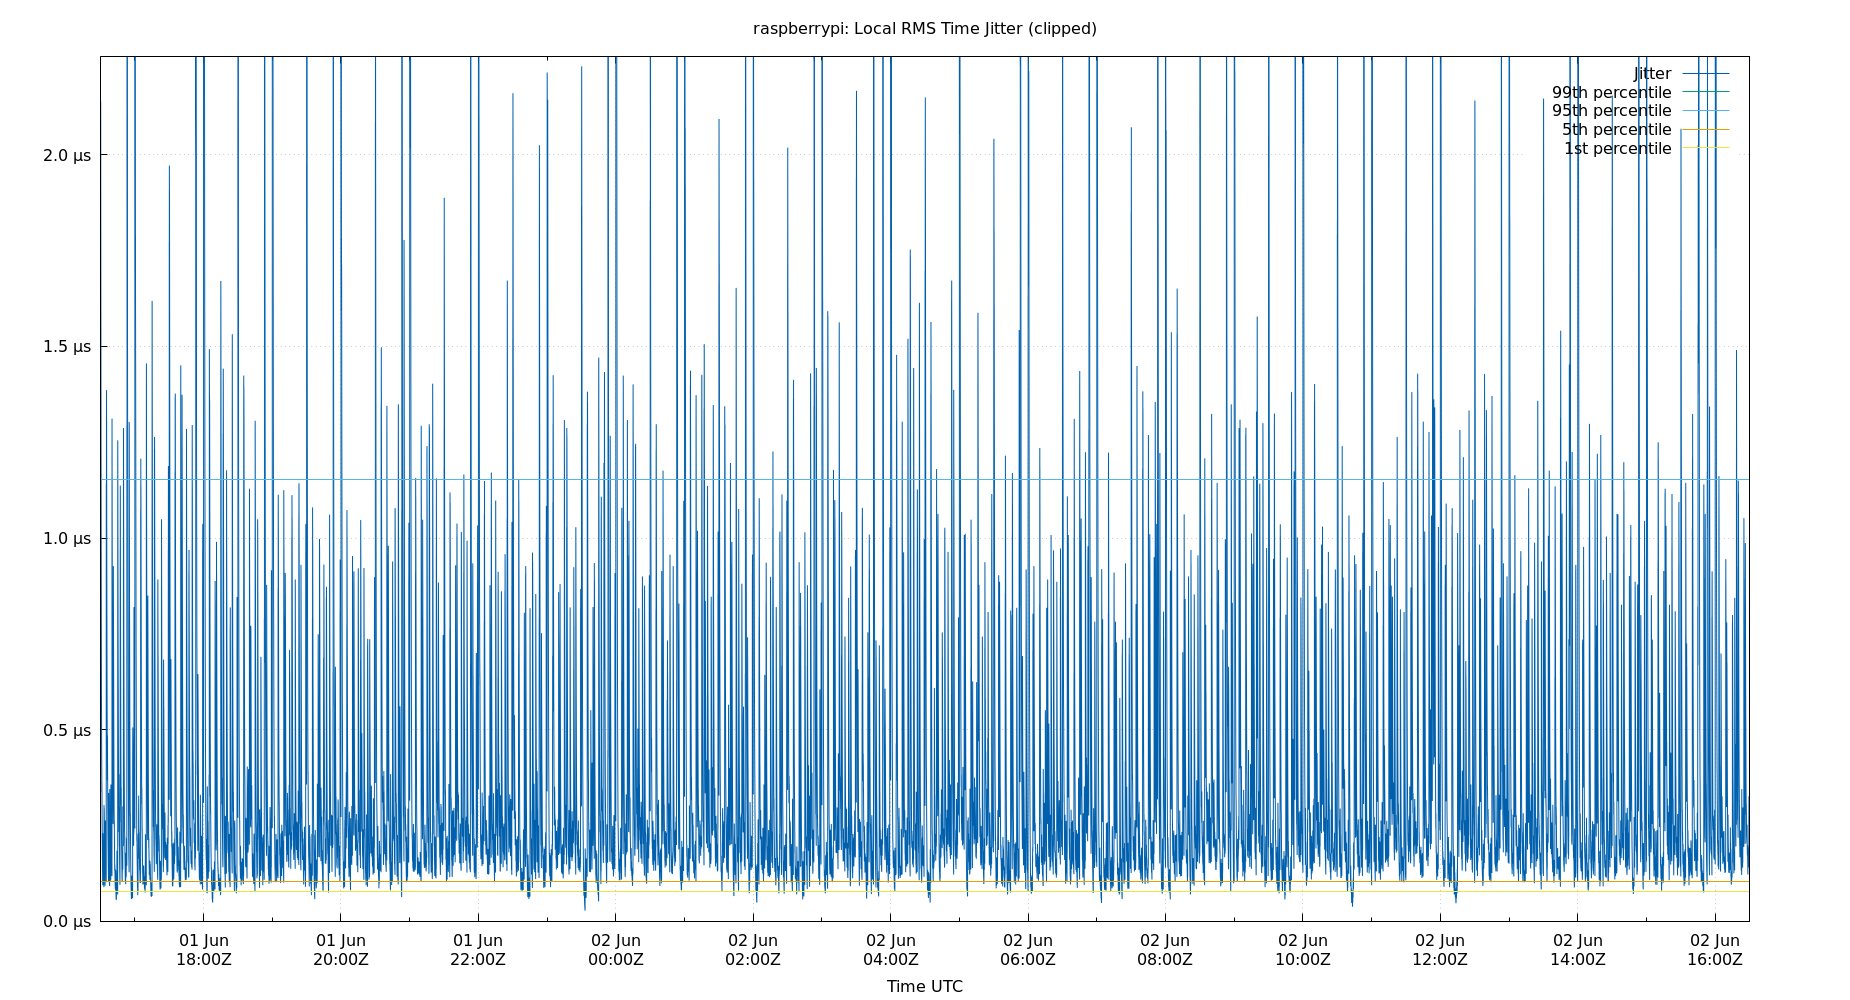 raspberrypi: Local RMS Time Jitter (clipped)
Jitter
99th percentile
95th percentile
5th percentile
1st percentile
2.0 µs
1.5 µs
1.0 µs
0.5 µs
0.0 µs
01 Jun 01 Jun 01 Jun 02 Jun 02 Jun 02 Jun 02 Jun 02 Jun 02 Jun 02 Jun 02 Jun 02 Jun
18:00Z 20:00Z 22:00Z 00:00Z 02:00Z 04:00Z 06:00Z 08:00Z 10:00Z 12:00Z 14:00Z 16:00Z
Time UTC